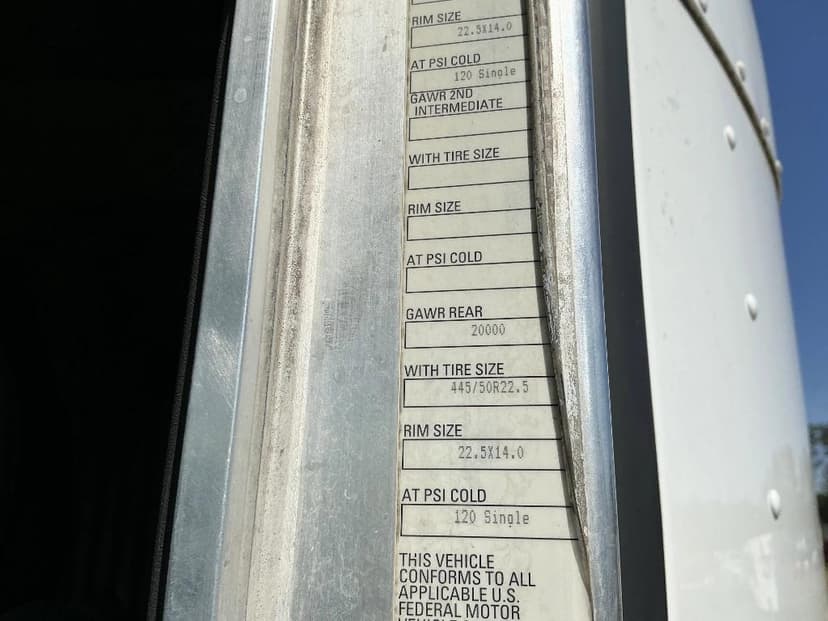 RIM SIZE
22.5X14.0
AT PSI COLD
120 Single
GAWR 2ND
INTERMEDIATE
WITH TIRE SIZE
RIM SIZE
AT PSI COLD
GAWR REAR
20000
WITH TIRE SIZE
445/50R22.5
RIM SIZE
22.5X14.0
AT PSI COLD
120 Single
THIS VEHICLE
CONFORMS TO ALL
APPLICABLE U.S.
FEDERAL MOTOR